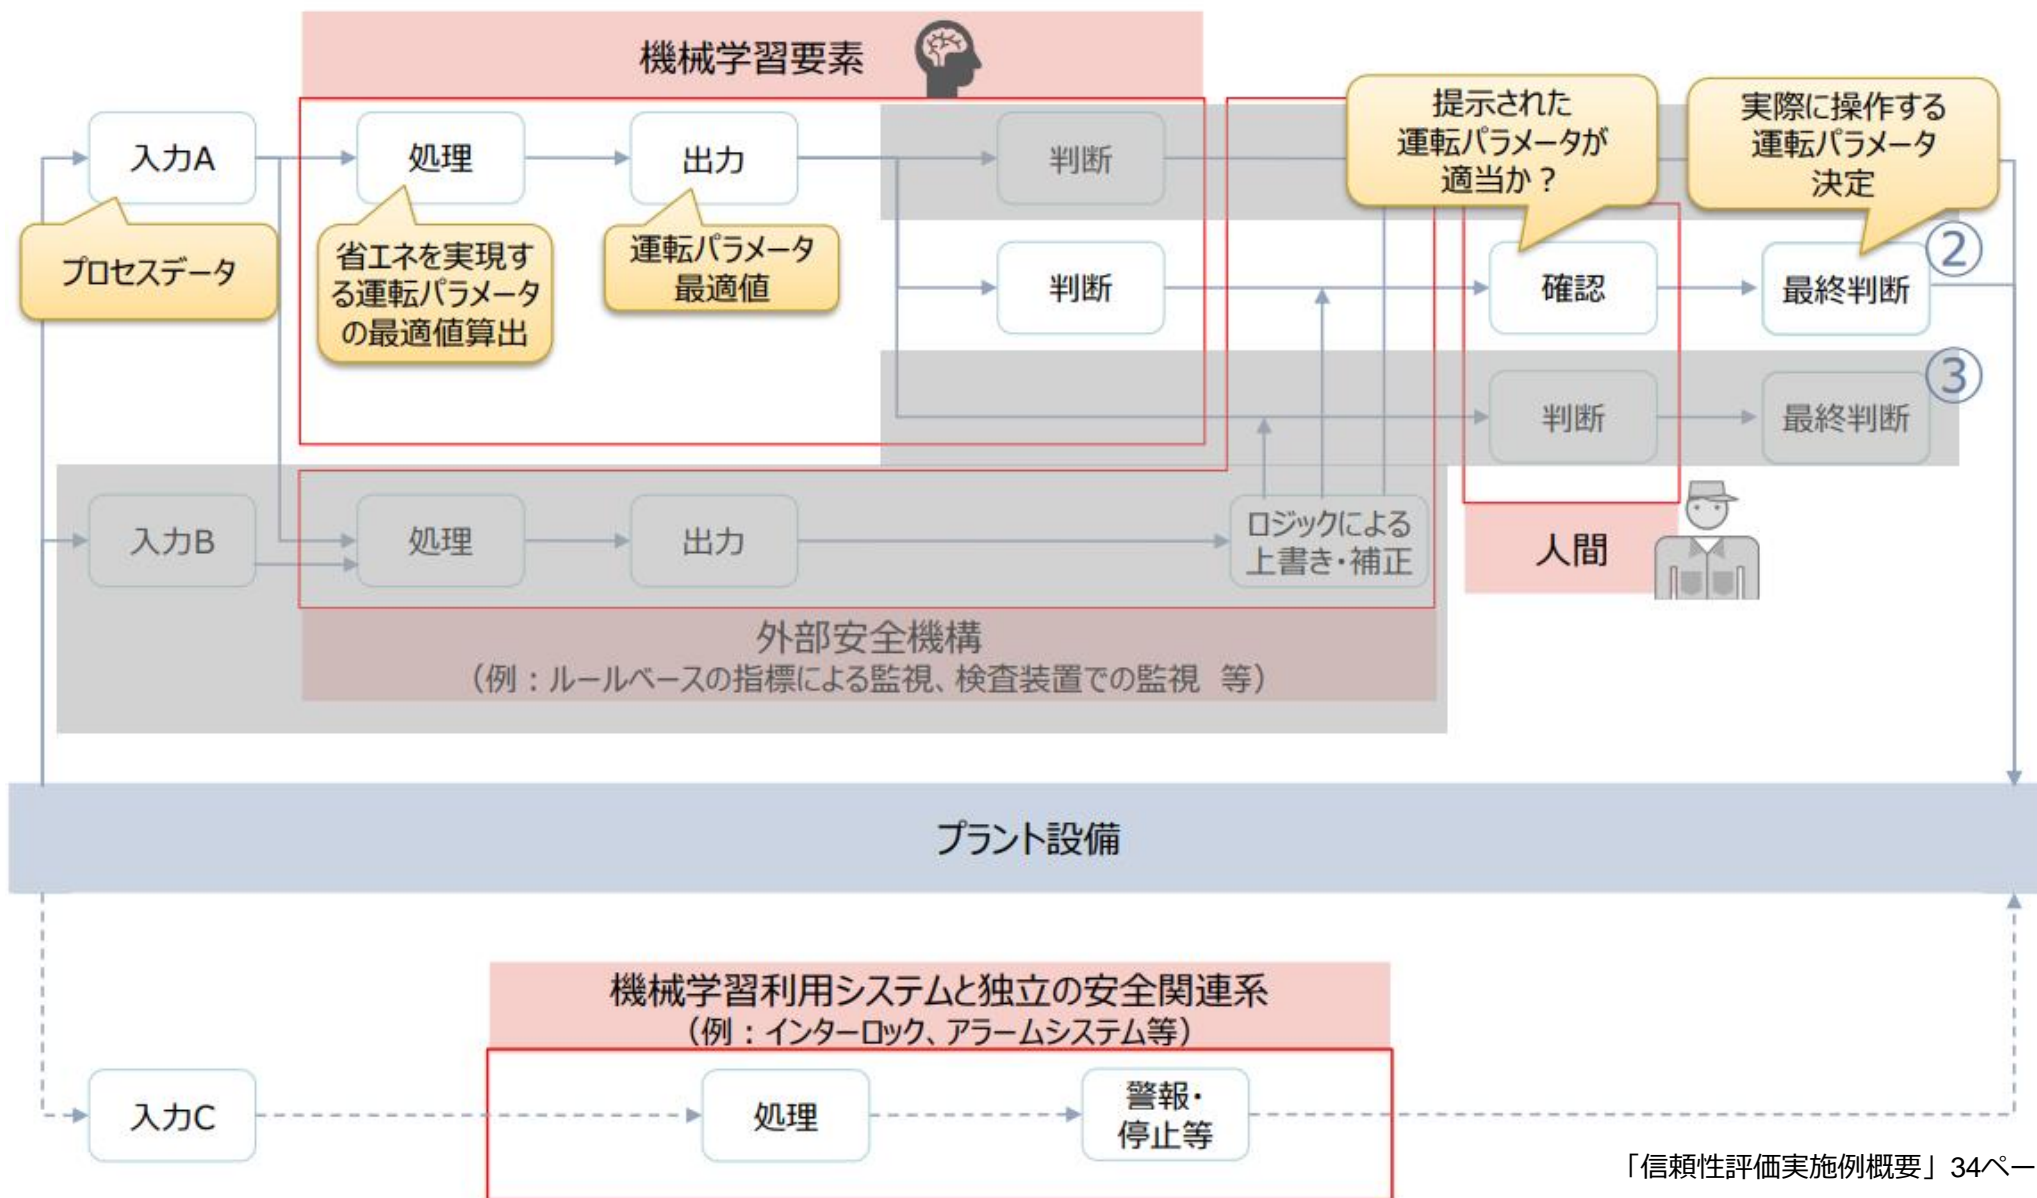 機械学習要素
入力A
処理
出力
判断
提示された
運転パラメータが
適当か？
実際に操作する
運転パラメータ
決定
プロセスデータ
省エネを実現す
る運転パラメータ
の最適値算出
運転パラメータ
最適値
判断
確認
最終判断
②
判断
最終判断
③
入力B
処理
出力
ロジックによる
上書き・補正
人間
外部安全機構
（例：ルールベースの指標による監視、検査装置での監視 等）
プラント設備
機械学習利用システムと独立の安全関連系
（例：インターロック、アラームシステム等）
入力C
処理
警報・
停止等
「信頼性評価実施例概要」34ペー